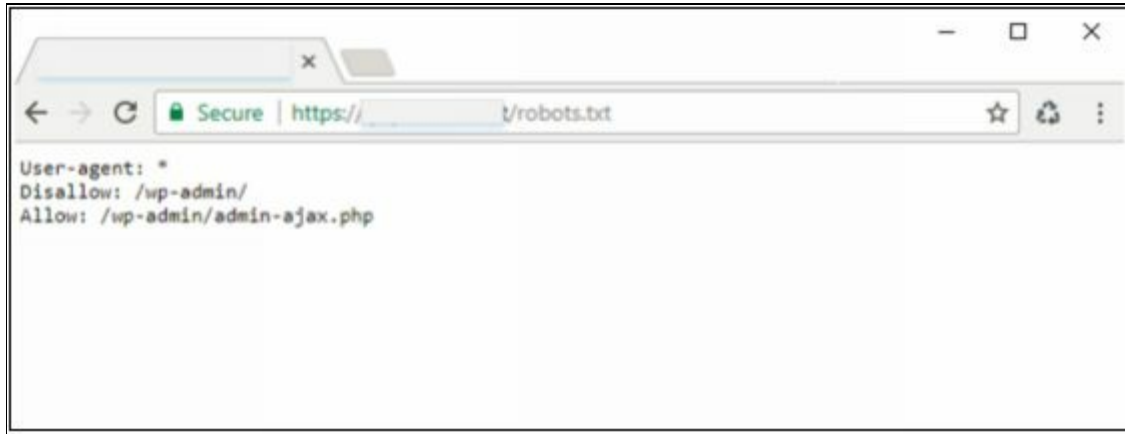 Secure https://
t/robots.txt
User-agent: *
Disallow: /wp-admin/
Allow: /wp-admin/admin-ajax.php